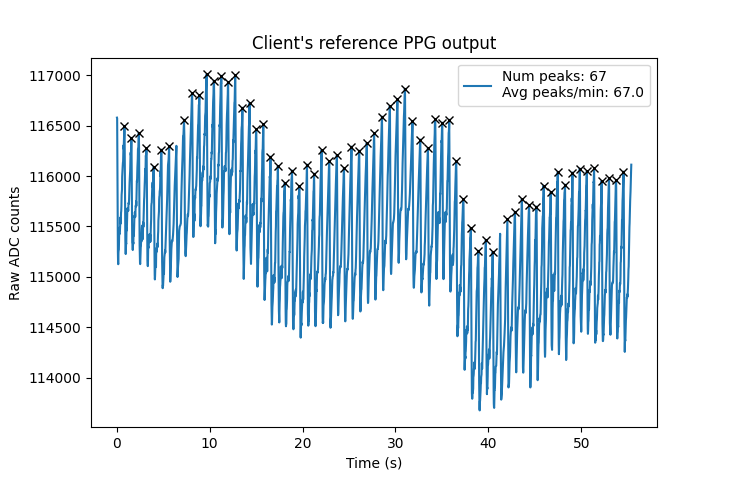 Client's reference PPG output
Num peaks: 67
Avg peaks/min: 67.0
Raw ADC counts
117000
116500
116000
115500
115000
114500
114000
0 10 20 30 40 50
Time (s)